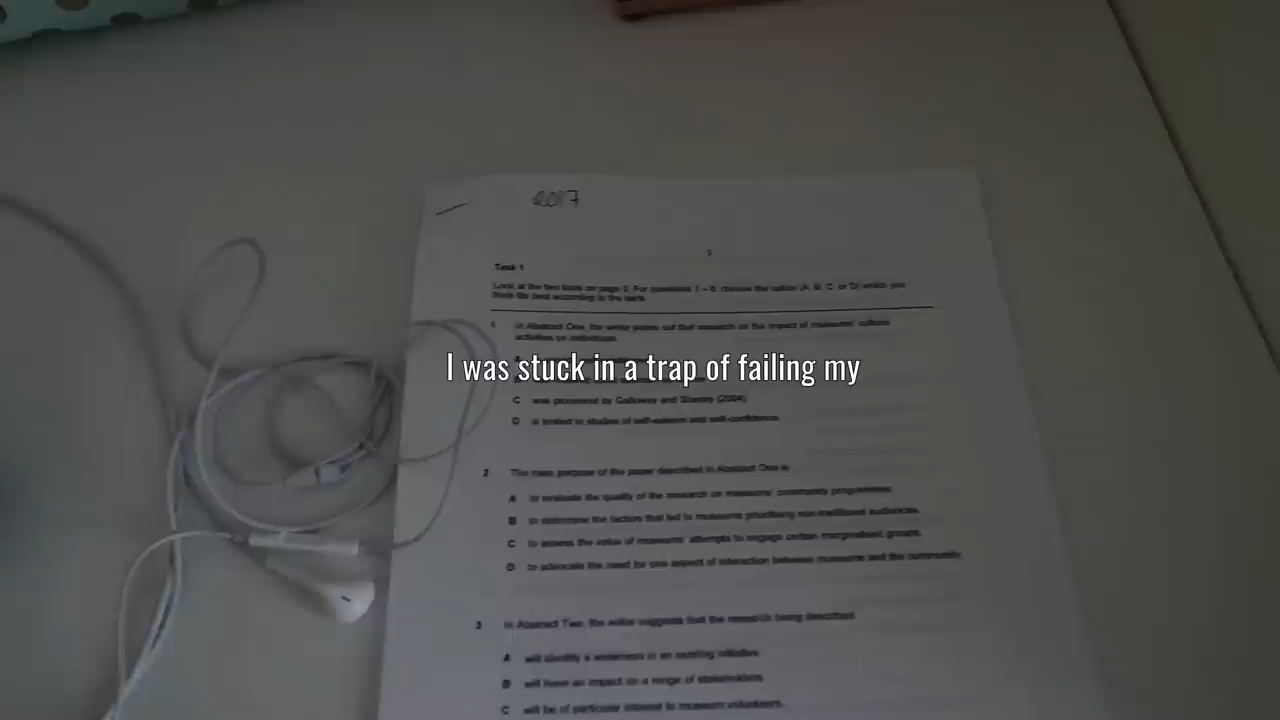 2017
3
Task 1
Look at the two texts on page 2. For questions 1 – 6, choose the option (A, B, C, or D) which you
think fits best according to the texts.
1 In Abstract One, the writer points out that research on the impact of museums' culture
activities on individuals
A
I was stuck in a trap of failing my
C was pioneered by Galloway and Stanley (2004).
D is limited to studies of self-esteem and self-confidence.
2 The main purpose of the paper described in Abstract One is
A to evaluate the quality of the research on museums' community programmes.
B to determine the factors that led to museums prioritising non-traditional audiences.
C to assess the value of museums' attempts to engage certain marginalised groups.
D to advocate the need for one aspect of interaction between museums and the community.
3 In Abstract Two, the writer suggests that the research being described
A will identify a weakness in an existing initiative.
B will have an impact on a range of stakeholders.
C will be of particular interest to museum volunteers.